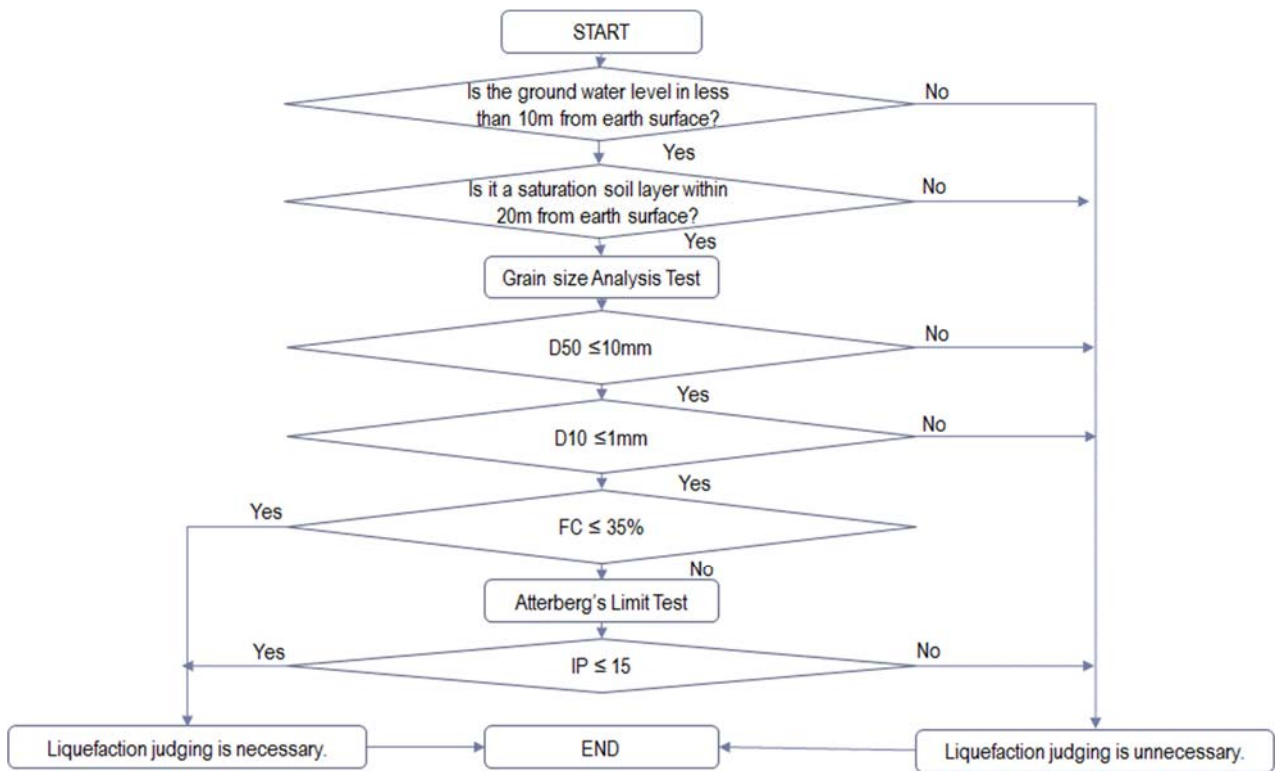 START
Is the ground water level in less
than 10m from earth surface?
No
Yes
Is it a saturation soil layer within
20m from earth surface?
No
Yes
Grain size Analysis Test
D50 ≤10mm
No
Yes
D10 ≤1mm
No
Yes
Yes
FC ≤ 35%
No
Atterberg's Limit Test
Yes
IP ≤ 15
No
Liquefaction judging is necessary.
END
Liquefaction judging is unnecessary.